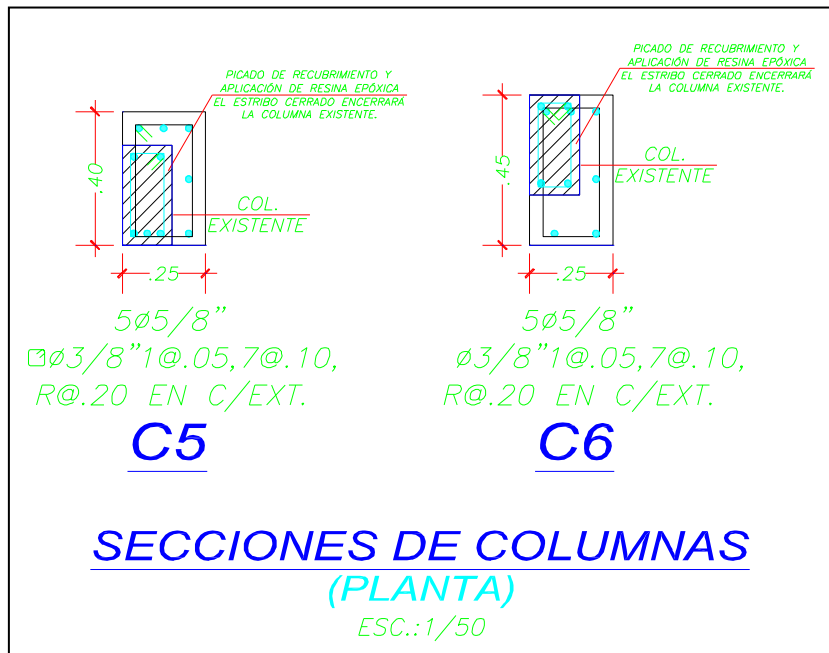 PICADO DE RECUBRIMIENTO Y
APLICACIÓN DE RESINA EPÓXICA
EL ESTRIBO CERRADO ENCERRARÁ
LA COLUMNA EXISTENTE.
.40
COL.
EXISTENTE
.25
5ø5/8"
ø3/8"1@.05,7@.10,
R@.20 EN C/EXT.
C5
PICADO DE RECUBRIMIENTO Y
APLICACIÓN DE RESINA EPÓXICA
EL ESTRIBO CERRADO ENCERRARÁ
LA COLUMNA EXISTENTE.
.45
COL.
EXISTENTE
.25
5ø5/8"
ø3/8"1@.05,7@.10,
R@.20 EN C/EXT.
C6
SECCIONES DE COLUMNAS
(PLANTA)
ESC.:1/50